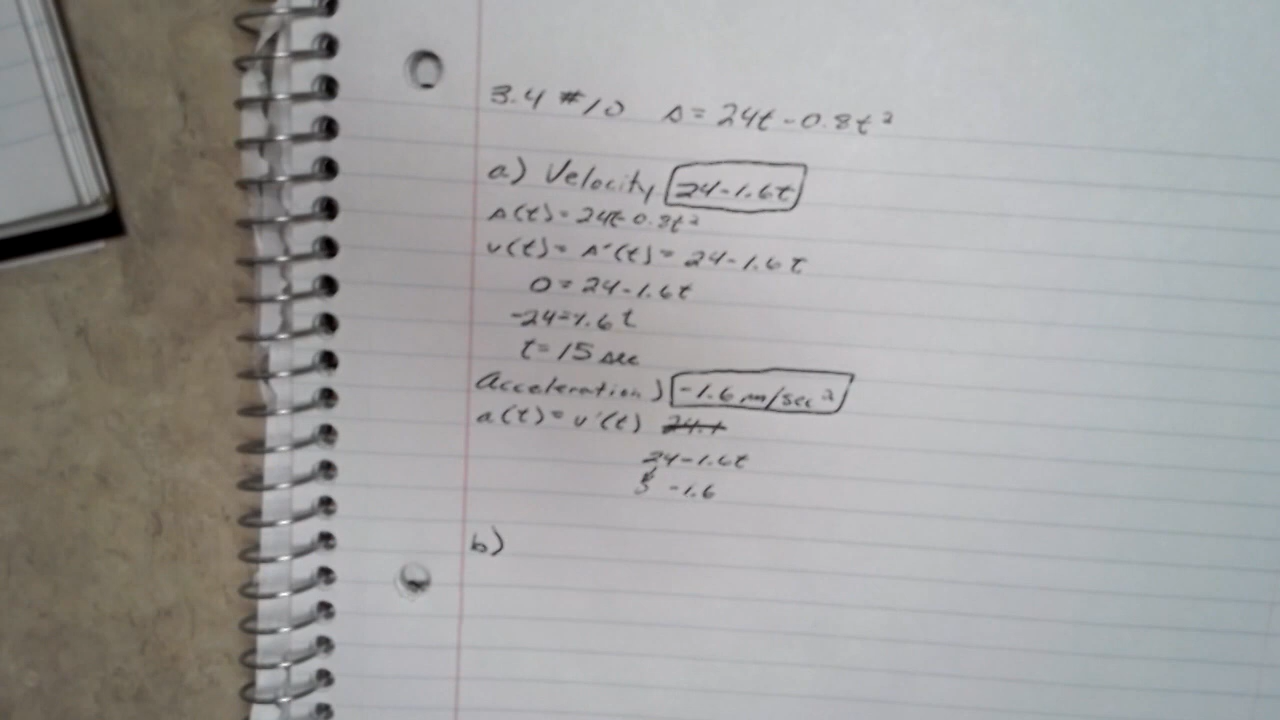 3.4 #10 s = 24t - 0.8t²
a) Velocity 24-1.6t
s(t) = 24t-0.8t²
v(t) = s'(t) = 24-1.6t
0 = 24-1.6t
-24=1.6t
t = 15 sec
Acceleration) -1.6 m/sec²
a(t) = v'(t)
24-1.6t
-1.6
b)